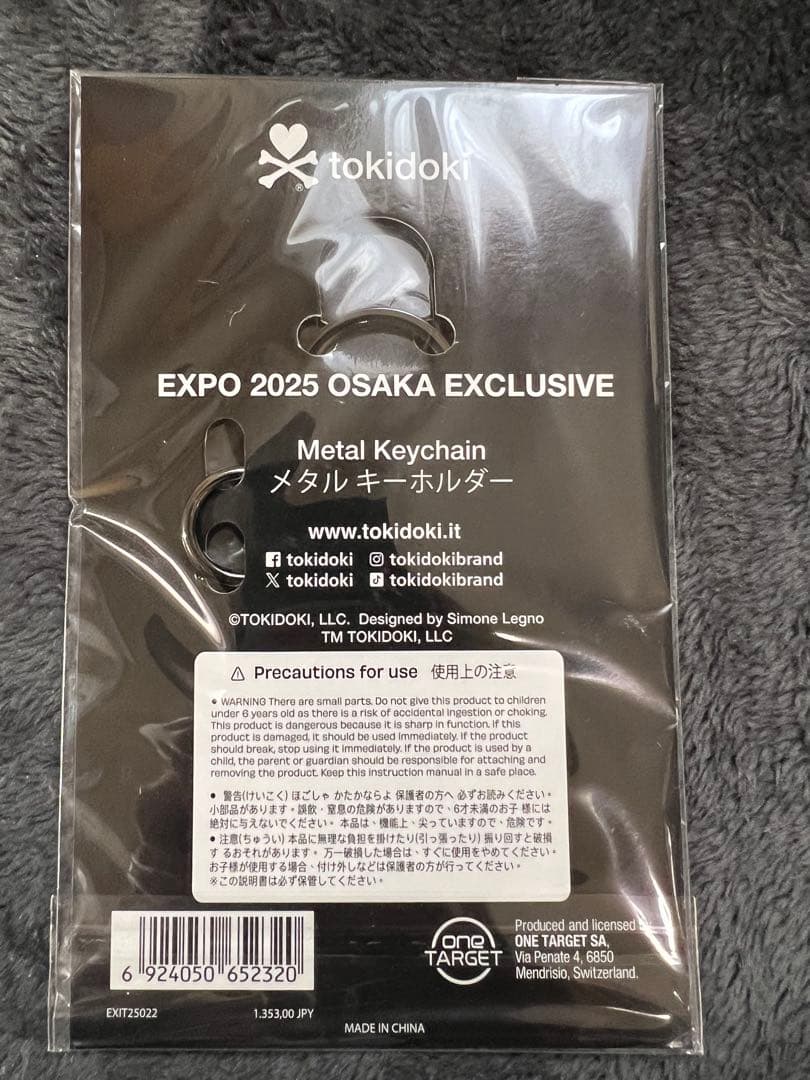 tokidoki
®
EXPO 2025 OSAKA EXCLUSIVE
Metal Keychain
メタル キーホルダー
www.tokidoki.it
tokidoki tokidokibrand
tokidoki tokidokibrand
©TOKIDOKI, LLC. Designed by Simone Legno
TM TOKIDOKI, LLC
⚠ Precautions for use 使用上の注意
• WARNING There are small parts. Do not give this product to children
under 6 years old as there is a risk of accidental ingestion or choking.
This product is dangerous because it is sharp in function. If this
product is damaged, it should be used immediately. If the product
should break, stop using it immediately. If the product is used by a
child, the parent or guardian should be responsible for attaching and
removing the product. Keep this instruction manual in a safe place.
• 警告(けいこく) ほごしゃ かたかならよ 保護者の方へ 必ずお読みください。
小部品があります。誤飲・窒息の危険がありますので、6才未満のお子 様には
絶対に与えないでください。 本品は、機能上、尖っていますので、危険です。
• 注意(ちゅうい) 本品に無理な負担を掛けたり(引っ張ったり) 振り回すと破損
す るおそれがあります。 万一破損した場合は、すぐに使用をやめてください。
お子様が使用する場合、付け外しなどは保護者の方が行ってください。
※この説明書は必ず保管してください。
6 924050 652320
EXIT25022 1.353,00 JPY
one
TARGET
Produced and licensed by
ONE TARGET SA,
Via Penate 4, 6850
Mendrisio, Switzerland.
MADE IN CHINA